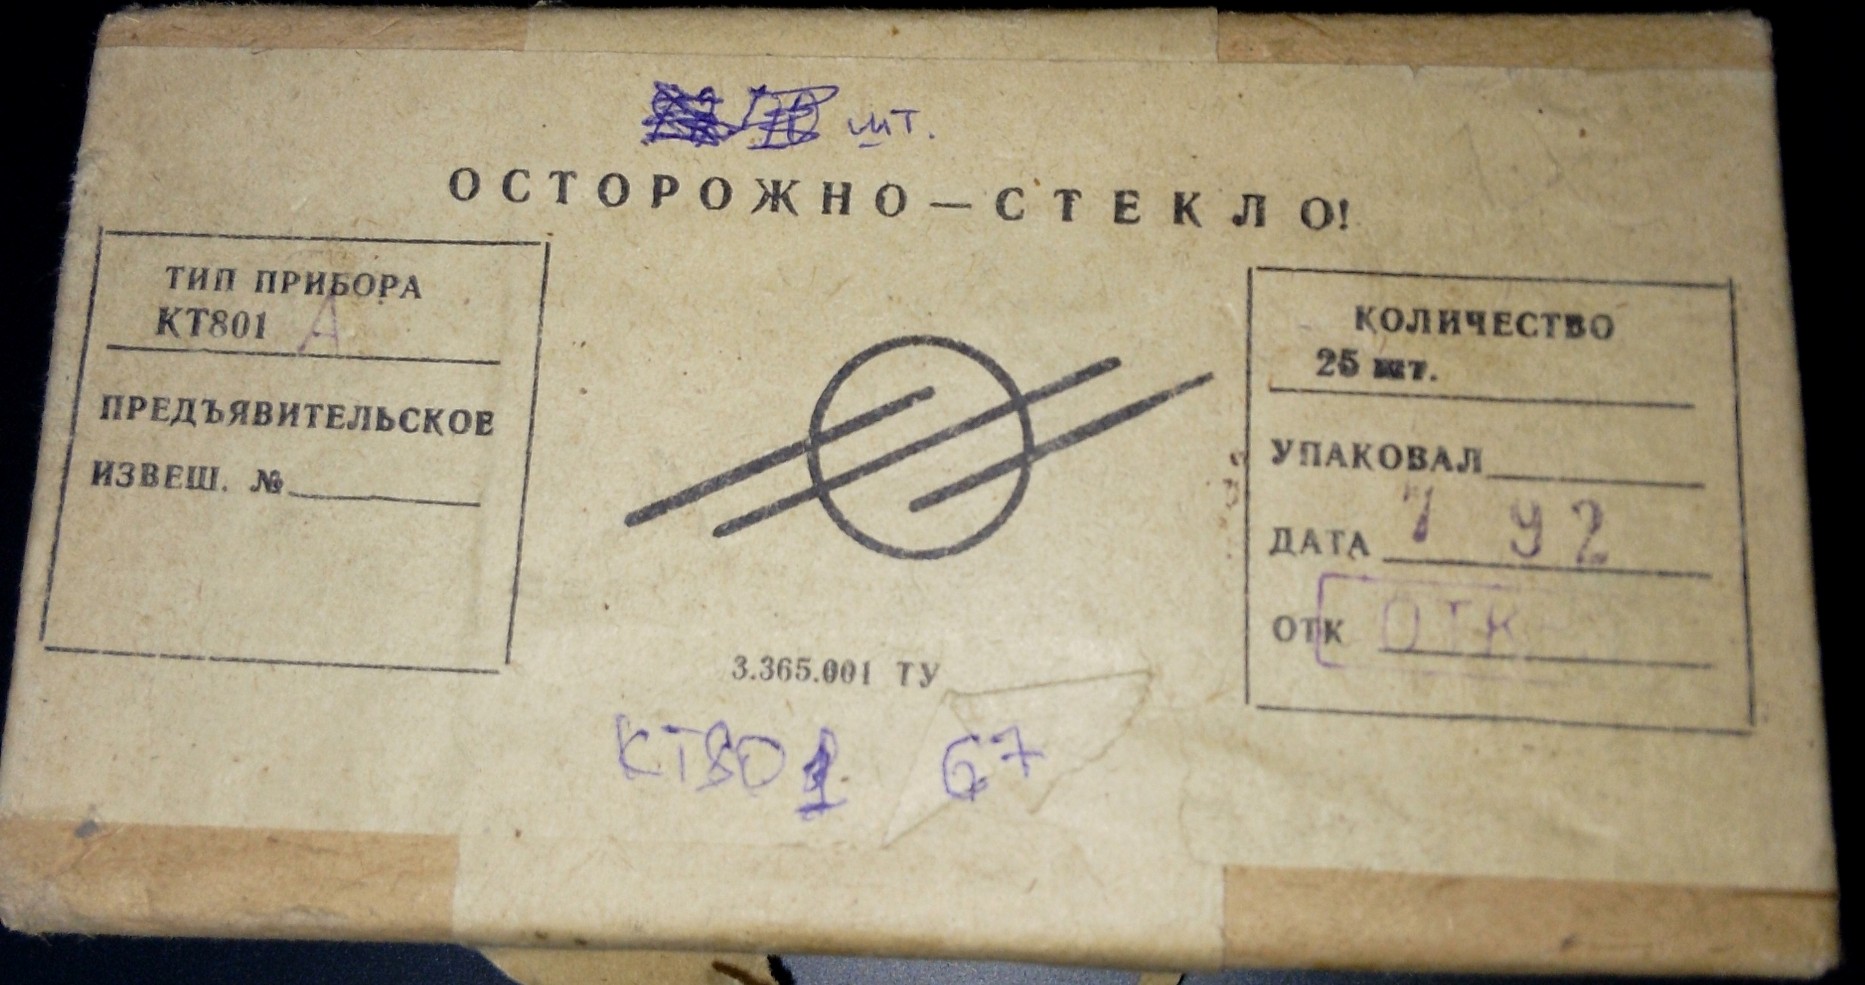 шт.
ОСТОРОЖНО — СТЕКЛО!
ТИП ПРИБОРА
КТ801 А
ПРЕДЪЯВИТЕЛЬСКОЕ
ИЗВЕШ. №
КОЛИЧЕСТВО
25 шт.
УПАКОВАЛ
ДАТА 7 92
ОТК ОТК
3.365.001 ТУ
КТ801 67